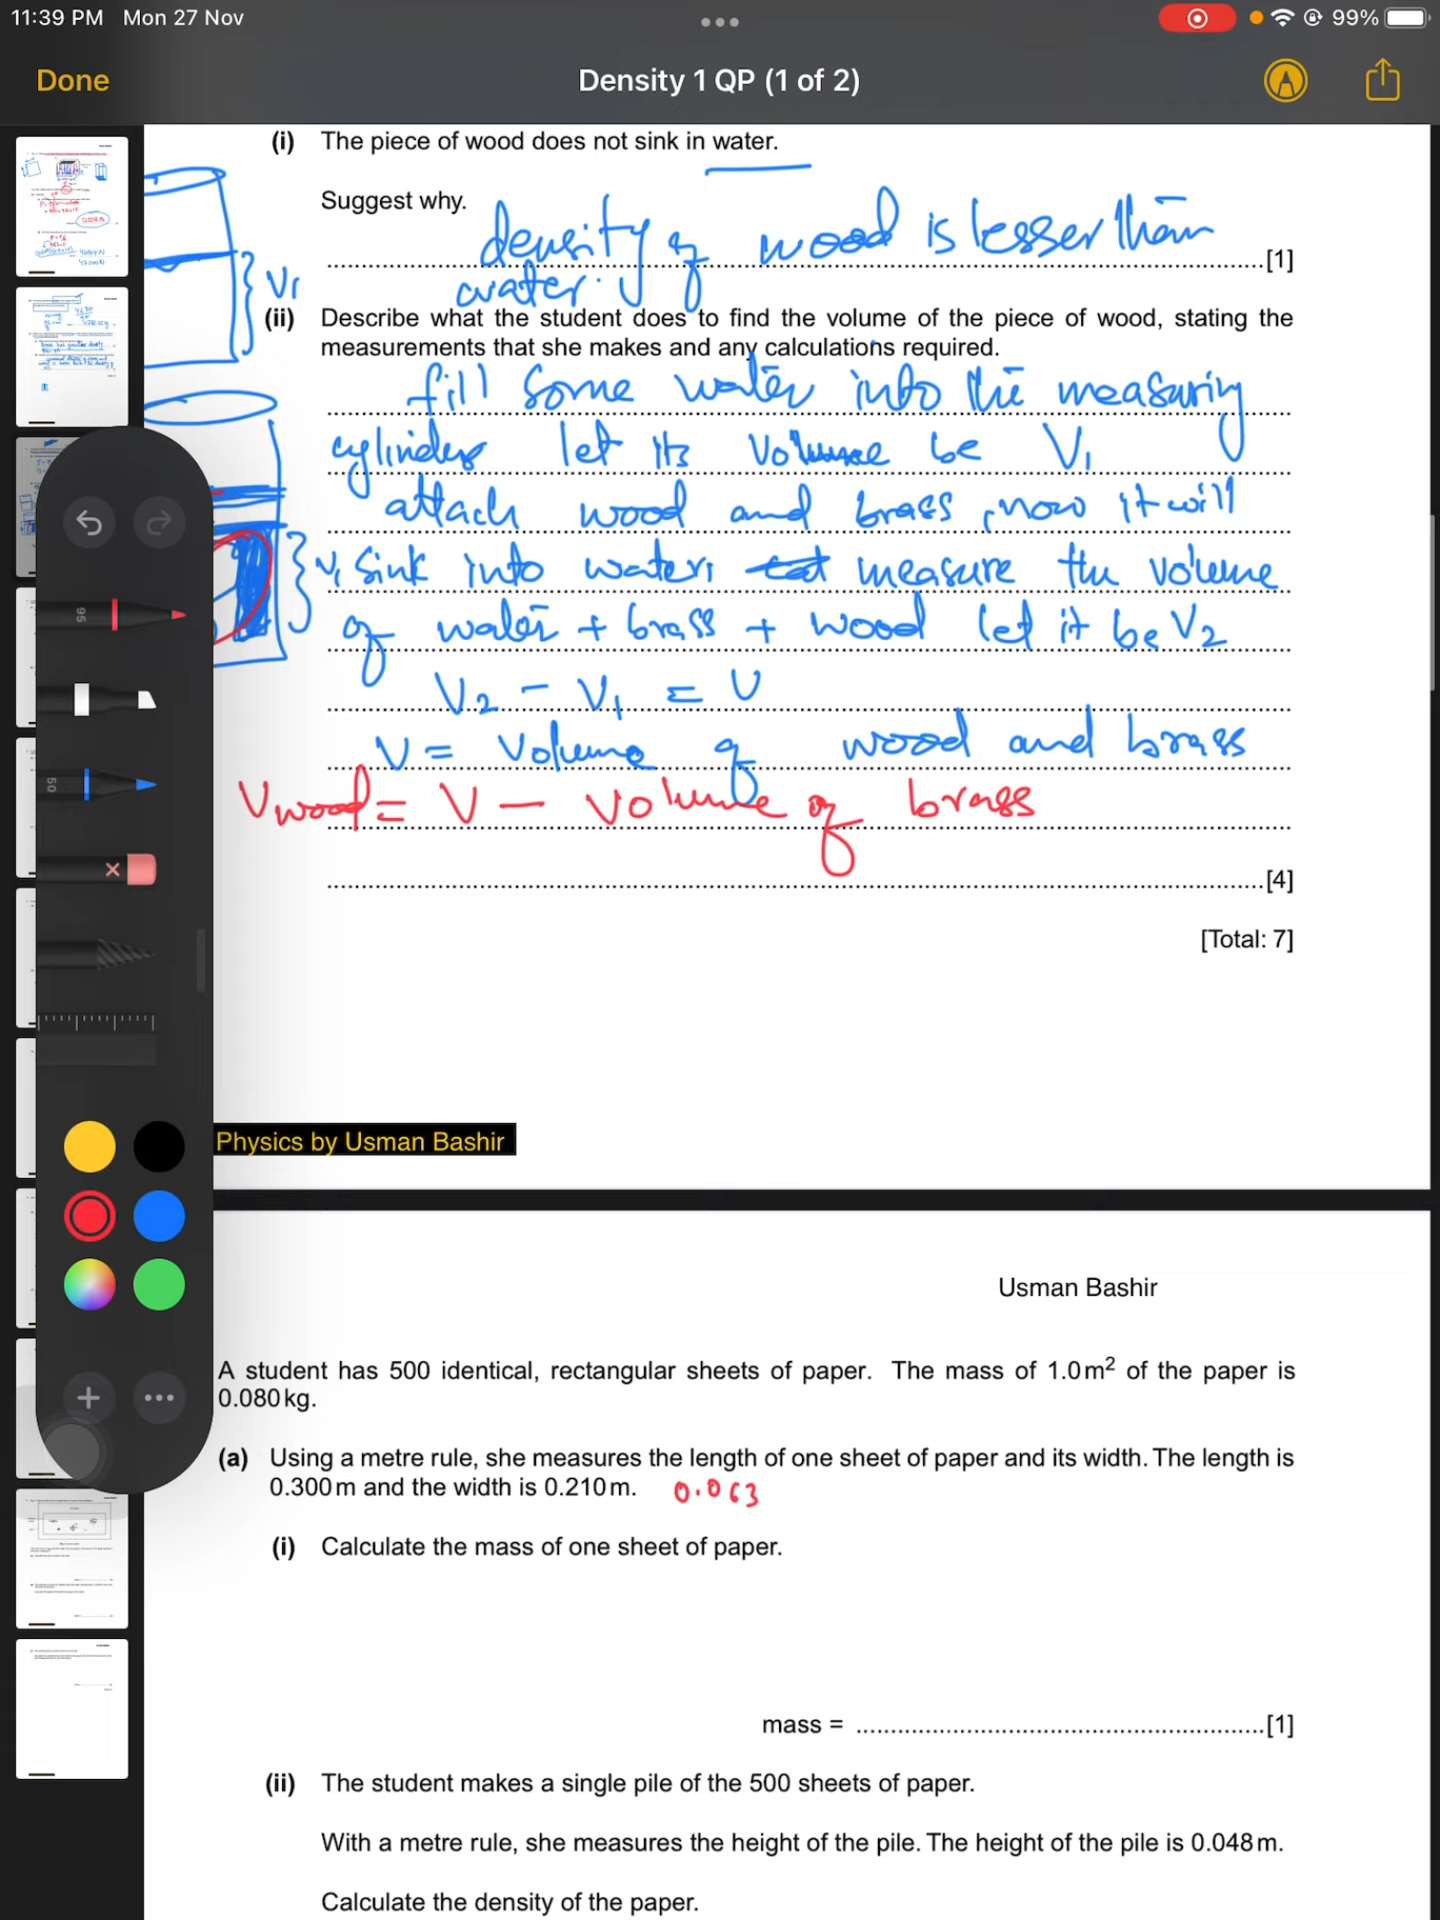 11:39 PM Mon 27 Nov
99%
Done
Density 1 QP (1 of 2)
(i) The piece of wood does not sink in water.
Suggest why.
density of wood is lesser than
water. [1]
V1
(ii) Describe what the student does to find the volume of the piece of wood, stating the
measurements that she makes and any calculations required.
fill some water into the measuring
cylinder let its volume be V1
attach wood and brass, now it will
V1 sink into water, measure the volume
of water + brass + wood let it be V2
V2 - V1 = V
V = Volume of wood and brass
Vwood = V - volume of brass
[4]
[Total: 7]
95
50
Physics by Usman Bashir
Usman Bashir
A student has 500 identical, rectangular sheets of paper. The mass of 1.0 m² of the paper is
0.080 kg.
(a) Using a metre rule, she measures the length of one sheet of paper and its width. The length is
0.300 m and the width is 0.210 m. 0.063
(i) Calculate the mass of one sheet of paper.
mass = [1]
(ii) The student makes a single pile of the 500 sheets of paper.
With a metre rule, she measures the height of the pile. The height of the pile is 0.048 m.
Calculate the density of the paper.